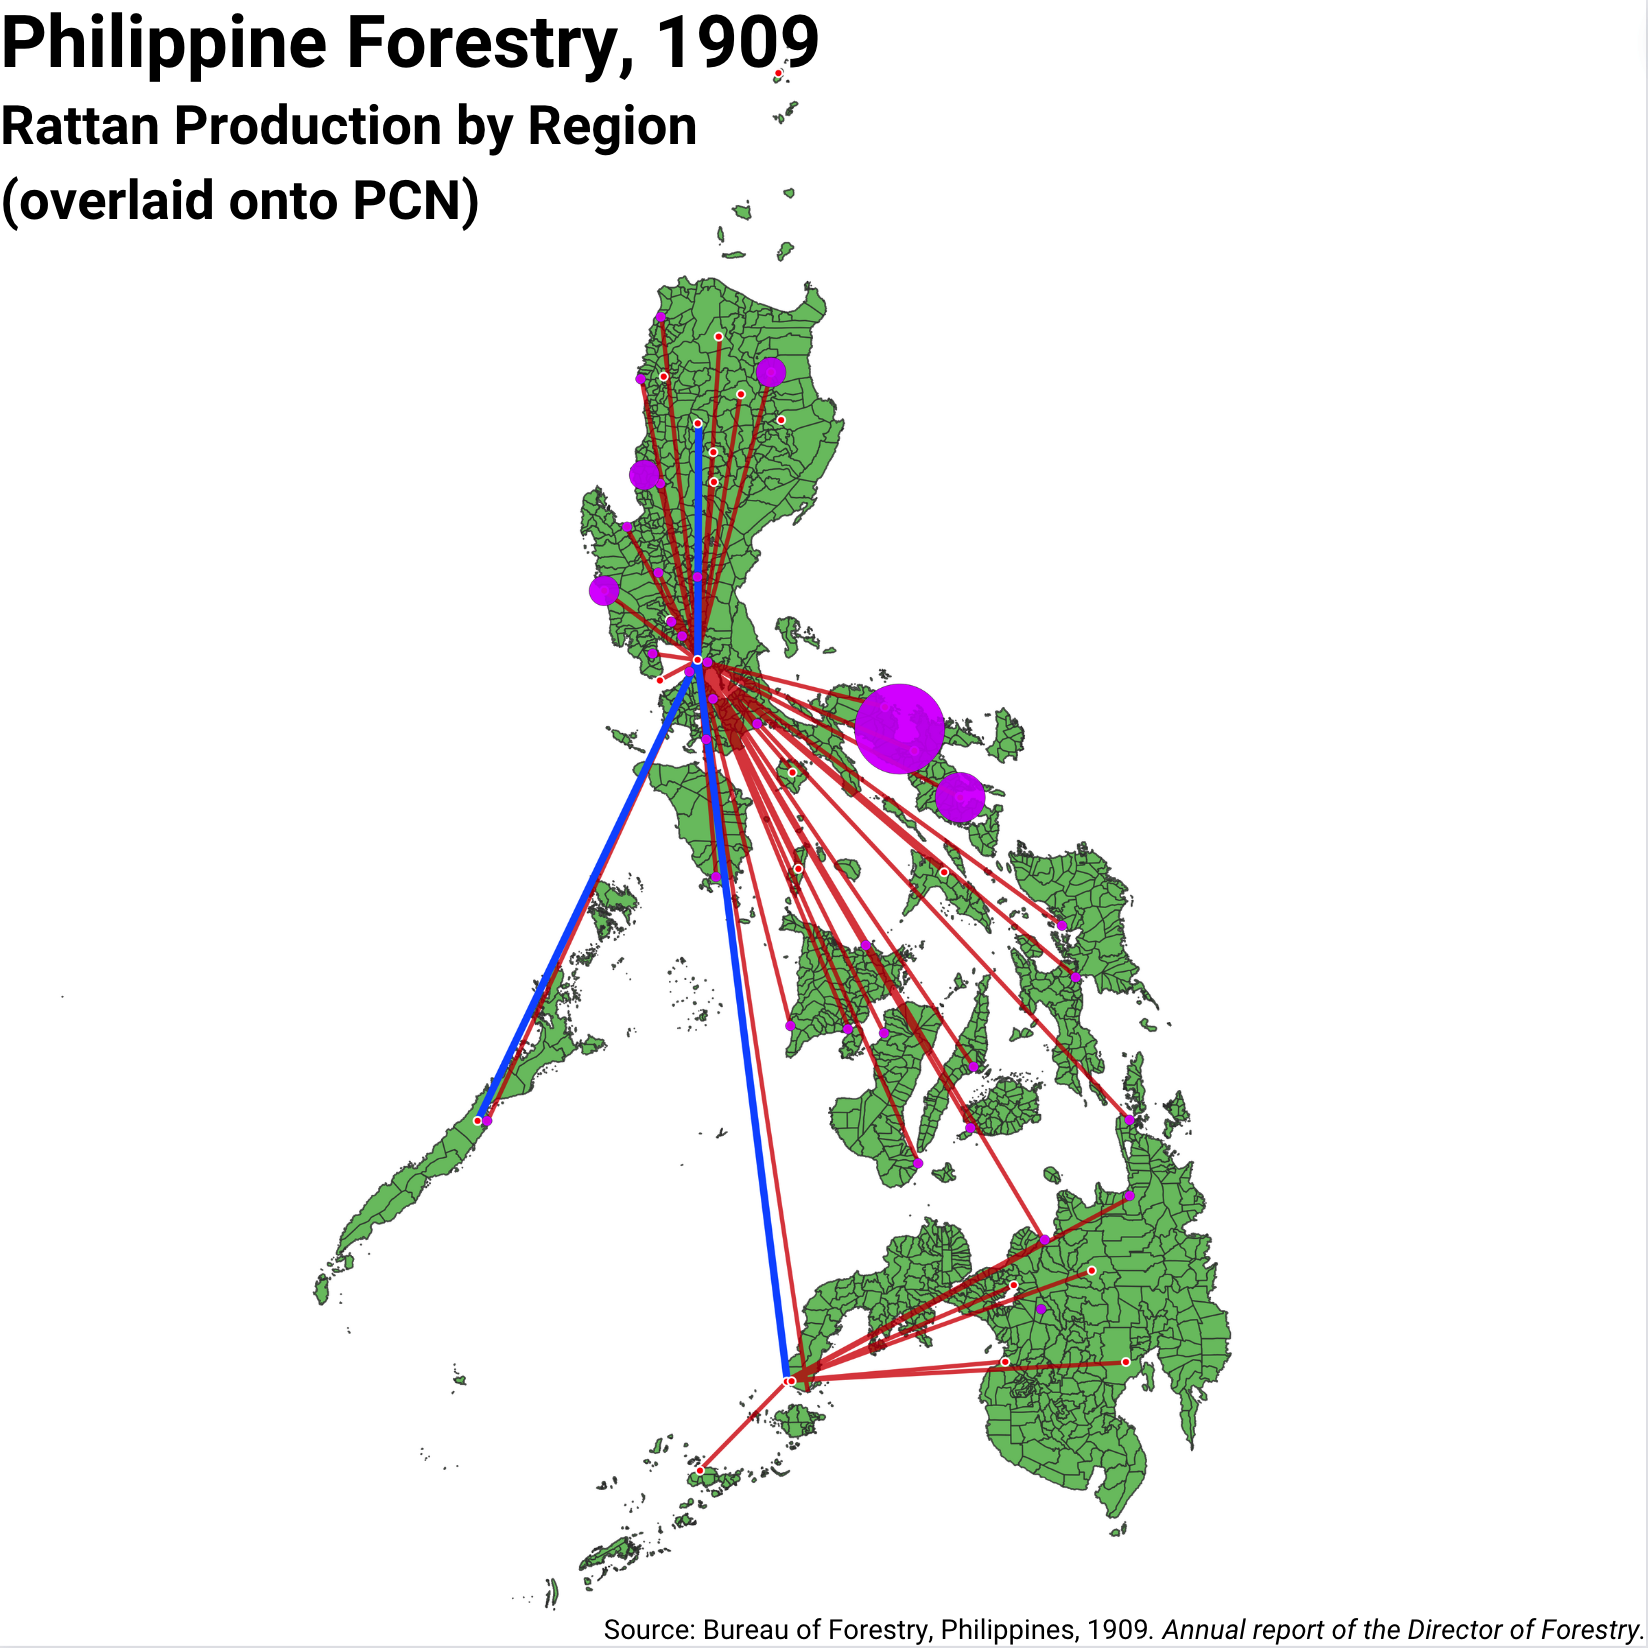 Philippine Forestry, 1909
Rattan Production by Region
(overlaid onto PCN)
Source: Bureau of Forestry, Philippines, 1909. Annual report of the Director of Forestry.